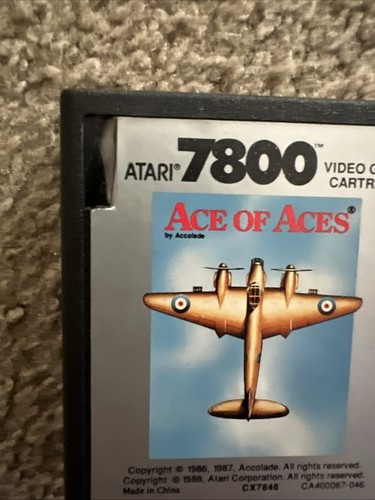 ATARI® 7800™ VIDEO G
CARTR
ACE OF ACES®
by Accolade
Copyright © 1986, 1987, Accolade. All rights reserved.
Copyright © 1988, Atari Corporation. All rights reserved.
Made in China CX7846 CA400067-046